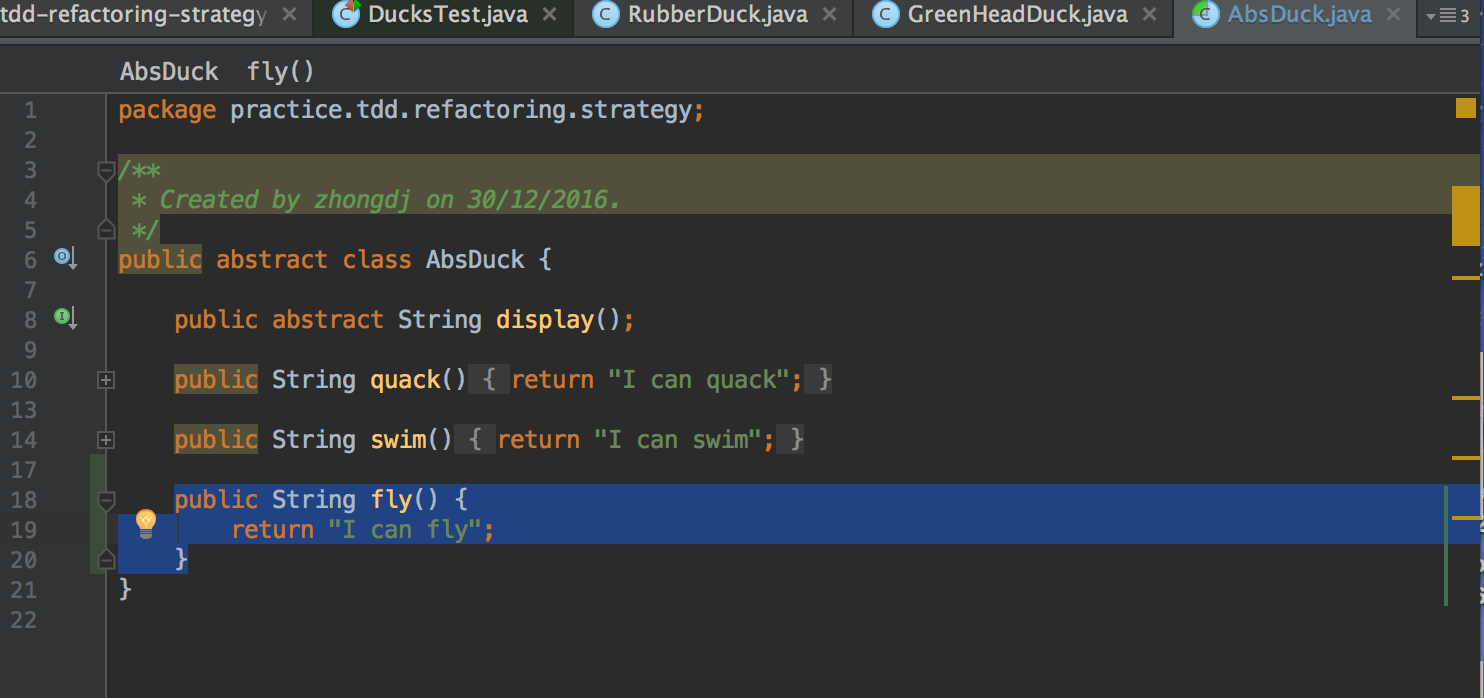 tdd-refactoring-strategy DucksTest.java RubberDuck.java GreenHeadDuck.java AbsDuck.java 3
AbsDuck fly()
1 package practice.tdd.refactoring.strategy;
2
3 /**
4 * Created by zhongdj on 30/12/2016.
5 */
6 public abstract class AbsDuck {
7
8 public abstract String display();
9
10 public String quack() { return "I can quack"; }
13
14 public String swim() { return "I can swim"; }
17
18 public String fly() {
19 return "I can fly";
20 }
21 }
22